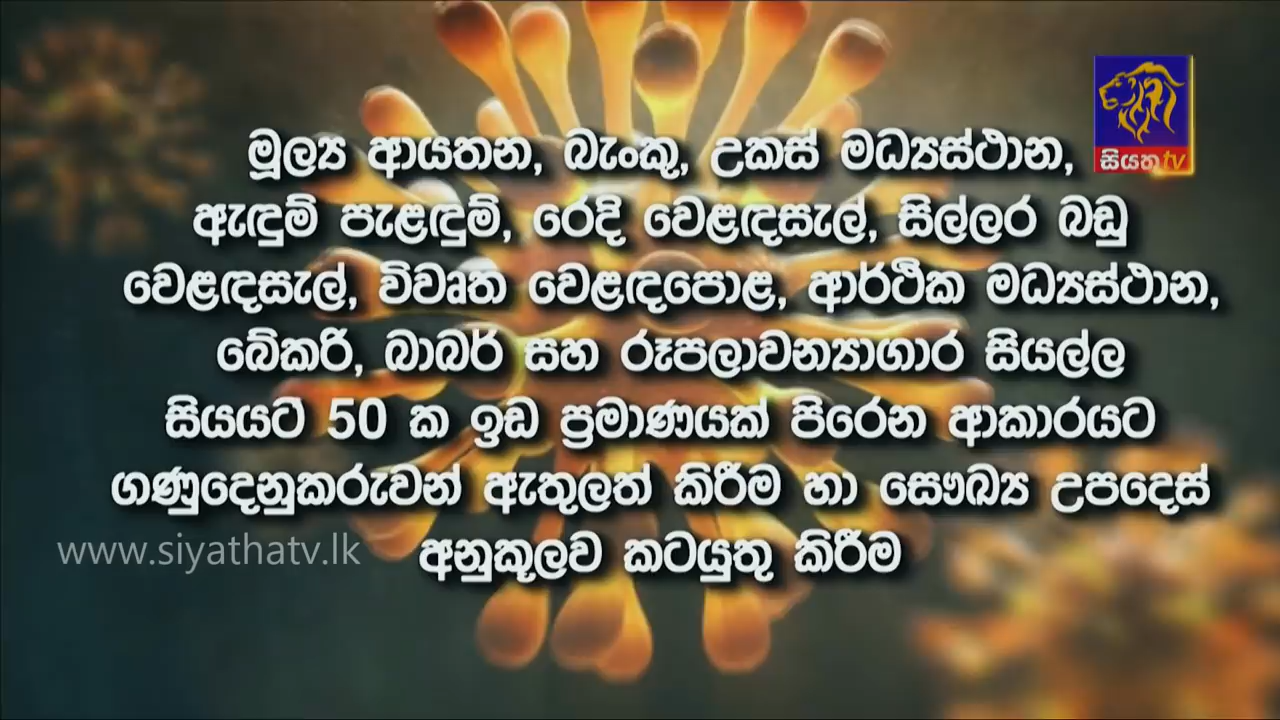 මූල්‍ය ආයතන, බැංකු, උකස් මධ්‍යස්ථාන,
සියත tv
ඇඳුම් පැළඳුම්, රෙදි වෙළඳසැල්, සිල්ලර බඩු
වෙළඳසැල්, විවෘත වෙළඳපොළ, ආර්ථික මධ්‍යස්ථාන,
බේකරි, බාබර් සහ රූපලාවන්‍යාගාර සියල්ල
සියයට 50 ක ඉඩ ප්‍රමාණයක් පිරෙන ආකාරයට
ගණුදෙනුකරුවන් ඇතුලත් කිරීම හා සෞඛ්‍ය උපදෙස්
www.siyathatv.lk
අනුකූලව කටයුතු කිරීම